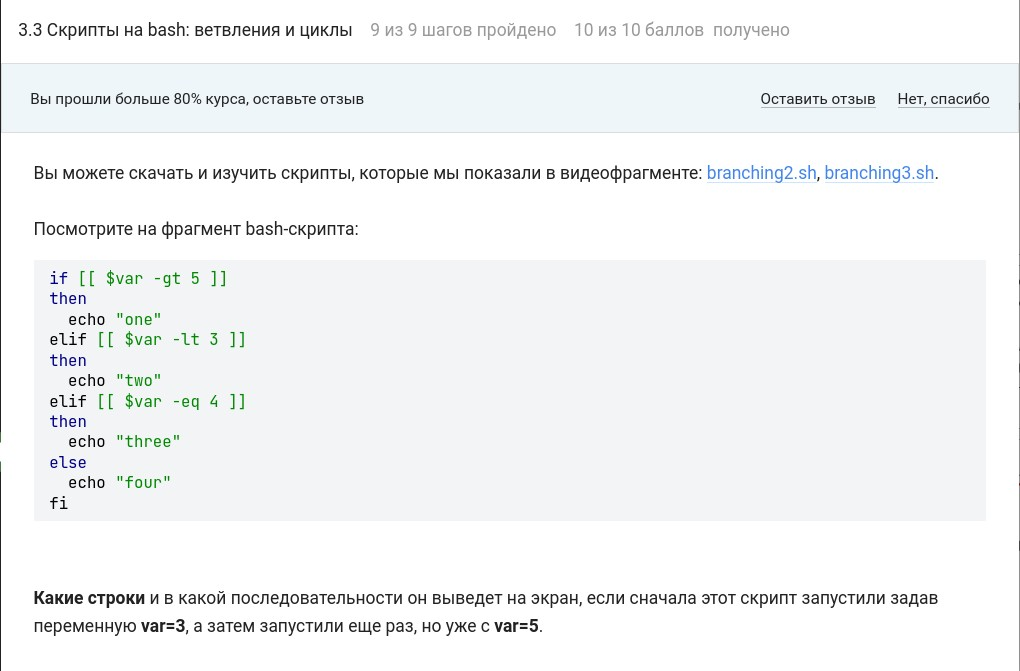 3.3 Скрипты на bash: ветвления и циклы 9 из 9 шагов пройдено 10 из 10 баллов получено
Вы прошли больше 80% курса, оставьте отзыв Оставить отзыв Нет, спасибо
Вы можете скачать и изучить скрипты, которые мы показали в видеофрагменте: branching2.sh, branching3.sh.
Посмотрите на фрагмент bash-скрипта:
if [[ $var -gt 5 ]]
then
  echo "one"
elif [[ $var -lt 3 ]]
then
  echo "two"
elif [[ $var -eq 4 ]]
then
  echo "three"
else
  echo "four"
fi
Какие строки и в какой последовательности он выведет на экран, если сначала этот скрипт запустили задав
переменную var=3, а затем запустили еще раз, но уже с var=5.